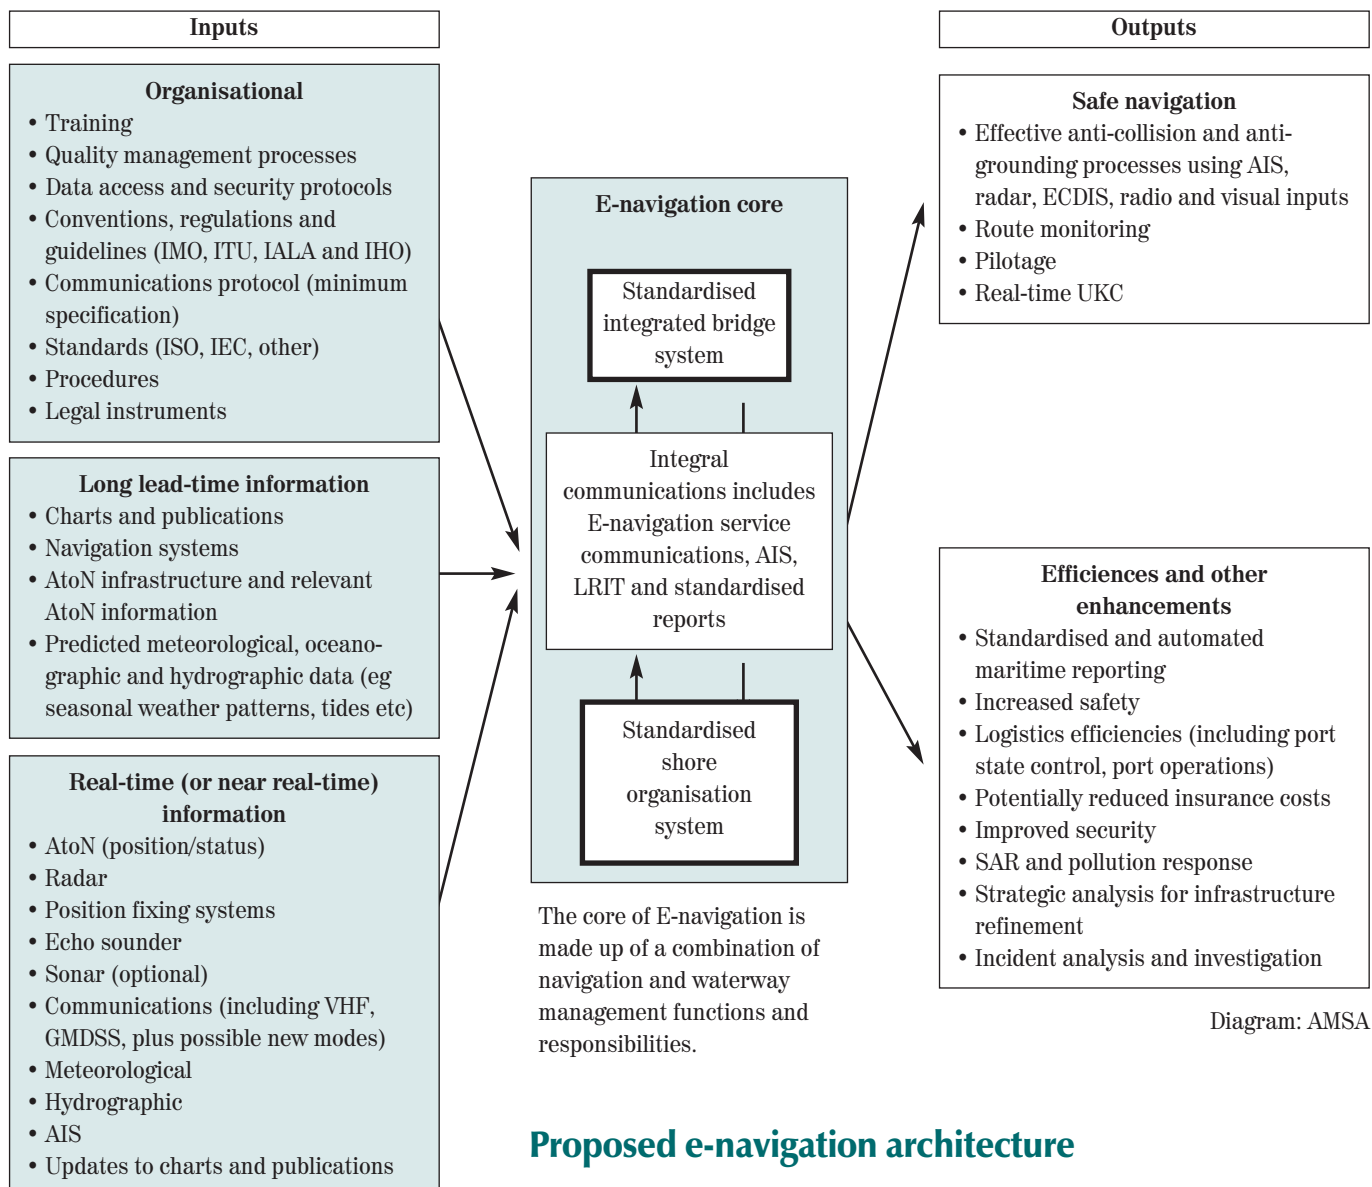 Inputs
Organisational
• Training
• Quality management processes
• Data access and security protocols
• Conventions, regulations and
guidelines (IMO, ITU, IALA and IHO)
• Communications protocol (minimum
specification)
• Standards (ISO, IEC, other)
• Procedures
• Legal instruments
Long lead-time information
• Charts and publications
• Navigation systems
• AtoN infrastructure and relevant
AtoN information
• Predicted meteorological, oceano-
graphic and hydrographic data (eg
seasonal weather patterns, tides etc)
Real-time (or near real-time)
information
• AtoN (position/status)
• Radar
• Position fixing systems
• Echo sounder
• Sonar (optional)
• Communications (including VHF,
GMDSS, plus possible new modes)
• Meteorological
• Hydrographic
• AIS
• Updates to charts and publications
E-navigation core
Standardised
integrated bridge
system
Integral
communications includes
E-navigation service
communications, AIS,
LRIT and standardised
reports
Standardised
shore
organisation
system
The core of E-navigation is
made up of a combination of
navigation and waterway
management functions and
responsibilities.
Outputs
Safe navigation
• Effective anti-collision and anti-
grounding processes using AIS,
radar, ECDIS, radio and visual inputs
• Route monitoring
• Pilotage
• Real-time UKC
Efficiences and other
enhancements
• Standardised and automated
maritime reporting
• Increased safety
• Logistics efficiencies (including port
state control, port operations)
• Potentially reduced insurance costs
• Improved security
• SAR and pollution response
• Strategic analysis for infrastructure
refinement
• Incident analysis and investigation
Diagram: AMSA
Proposed e-navigation architecture